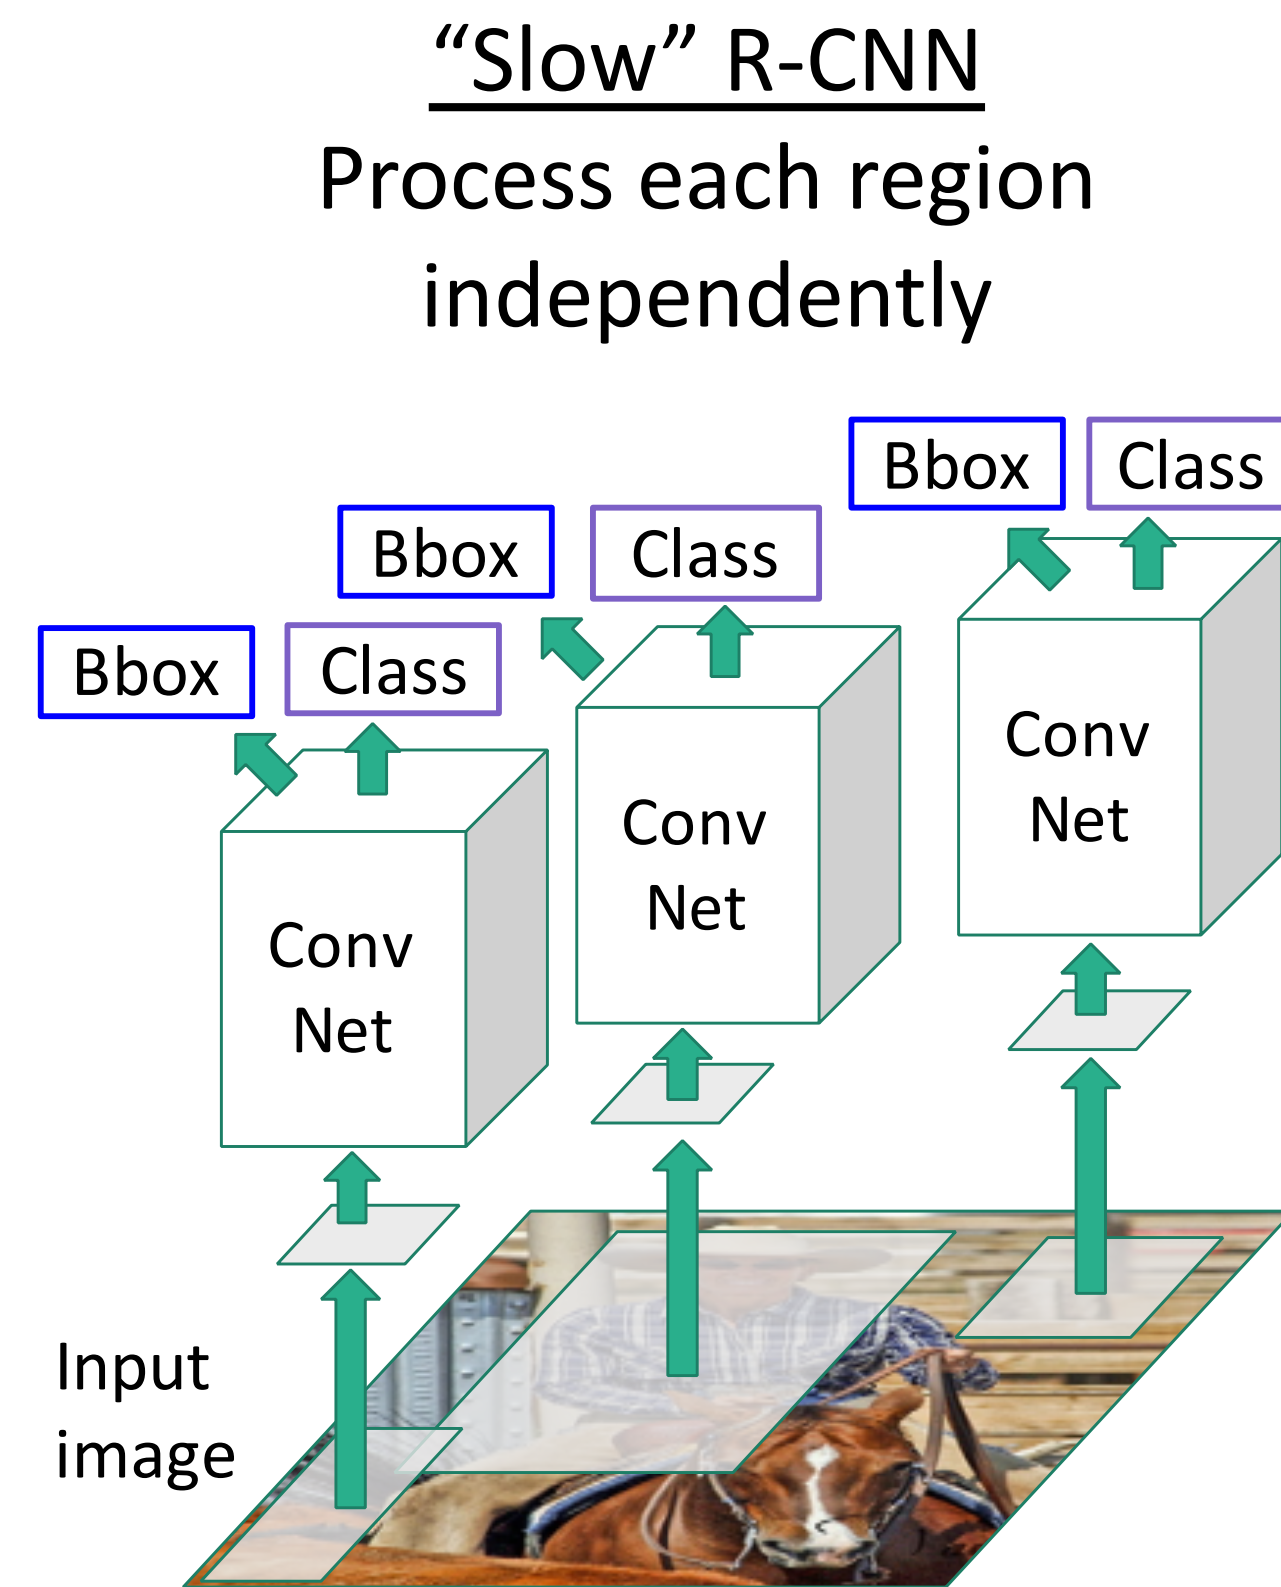 “Slow” R-CNN
Process each region
independently
Bbox
Class
Bbox
Class
Bbox
Class
Conv
Net
Conv
Net
Conv
Net
Input
image